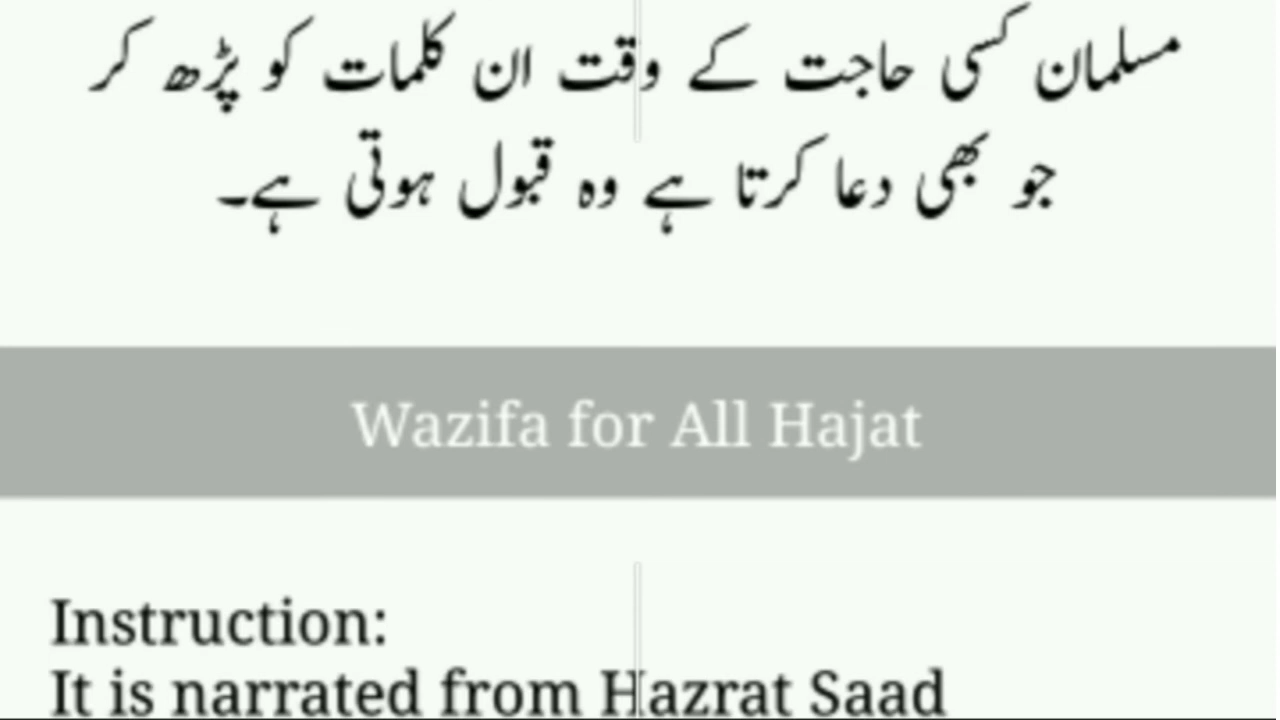 مسلمان کسی حاجت کے وقت ان کلمات کو پڑھ کر
جو بھی دعا کرتا ہے وہ قبول ہوتی ہے۔
Wazifa for All Hajat
Instruction:
It is narrated from Hazrat Saad